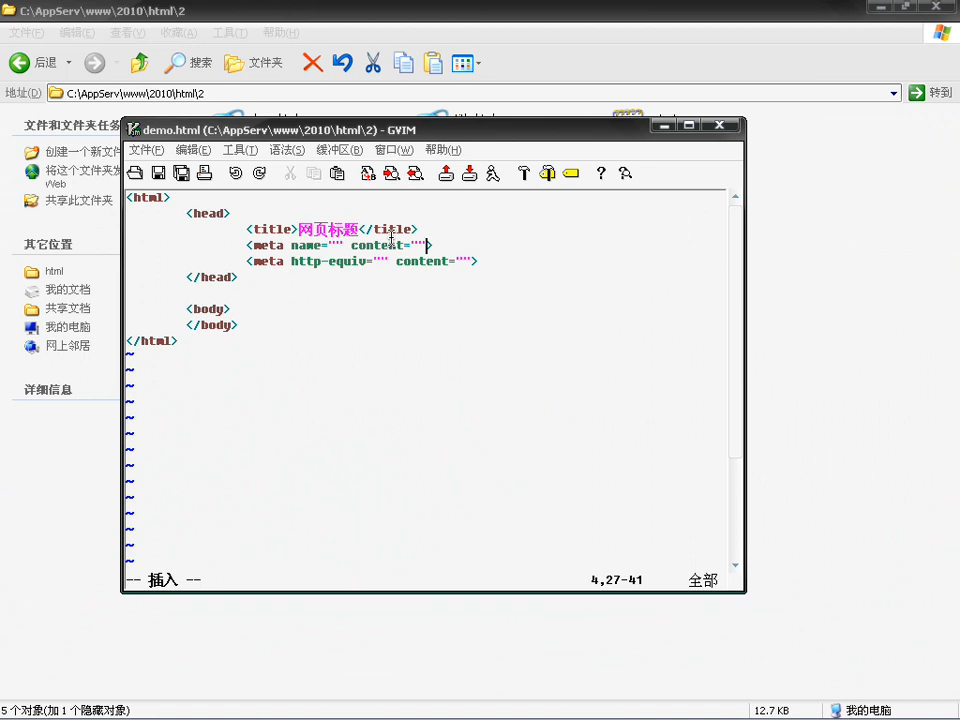 C:\AppServ\www\2010\html\2
文件(F) 编辑(E) 查看(V) 收藏(A) 工具(T) 帮助(H)
后退 搜索 文件夹
地址(D) C:\AppServ\www\2010\html\2 转到
文件和文件夹任务
创建一个新文件
将这个文件夹发
Web
共享此文件夹
其它位置
html
我的文档
共享文档
我的电脑
网上邻居
详细信息
demo.html (C:\AppServ\www\2010\html\2) - GVIM
文件(F) 编辑(E) 工具(T) 语法(S) 缓冲区(B) 窗口(W) 帮助(H)
<html>
<head>
<title>网页标题</title>
<meta name="" content="">
<meta http-equiv="" content="">
</head>
<body>
</body>
</html>
~
~
~
~
~
~
~
~
~
~
~
~
~
~
-- 插入 -- 4,27-41 全部
5 个对象(加 1 个隐藏对象) 12.7 KB 我的电脑